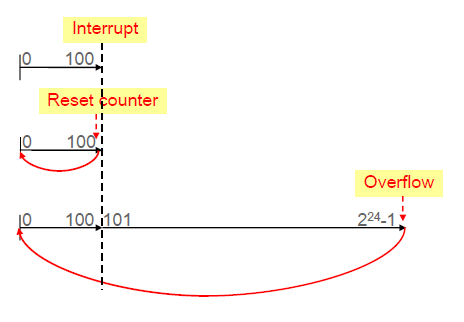 Interrupt
0 100
Reset counter
0 100
Overflow
0 100 101 2²⁴-1